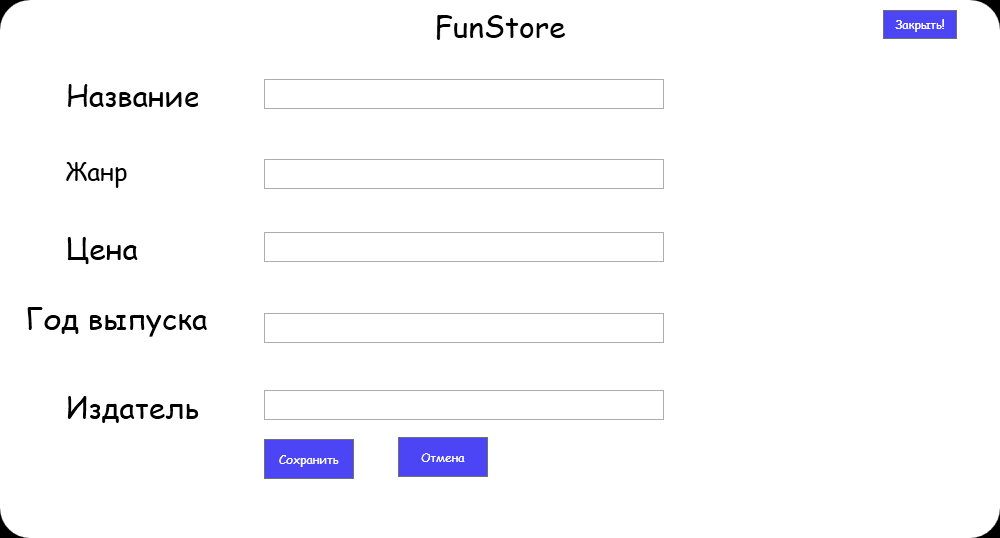 FunStore
Закрыть!
Название
Жанр
Цена
Год выпуска
Издатель
Сохранить
Отмена